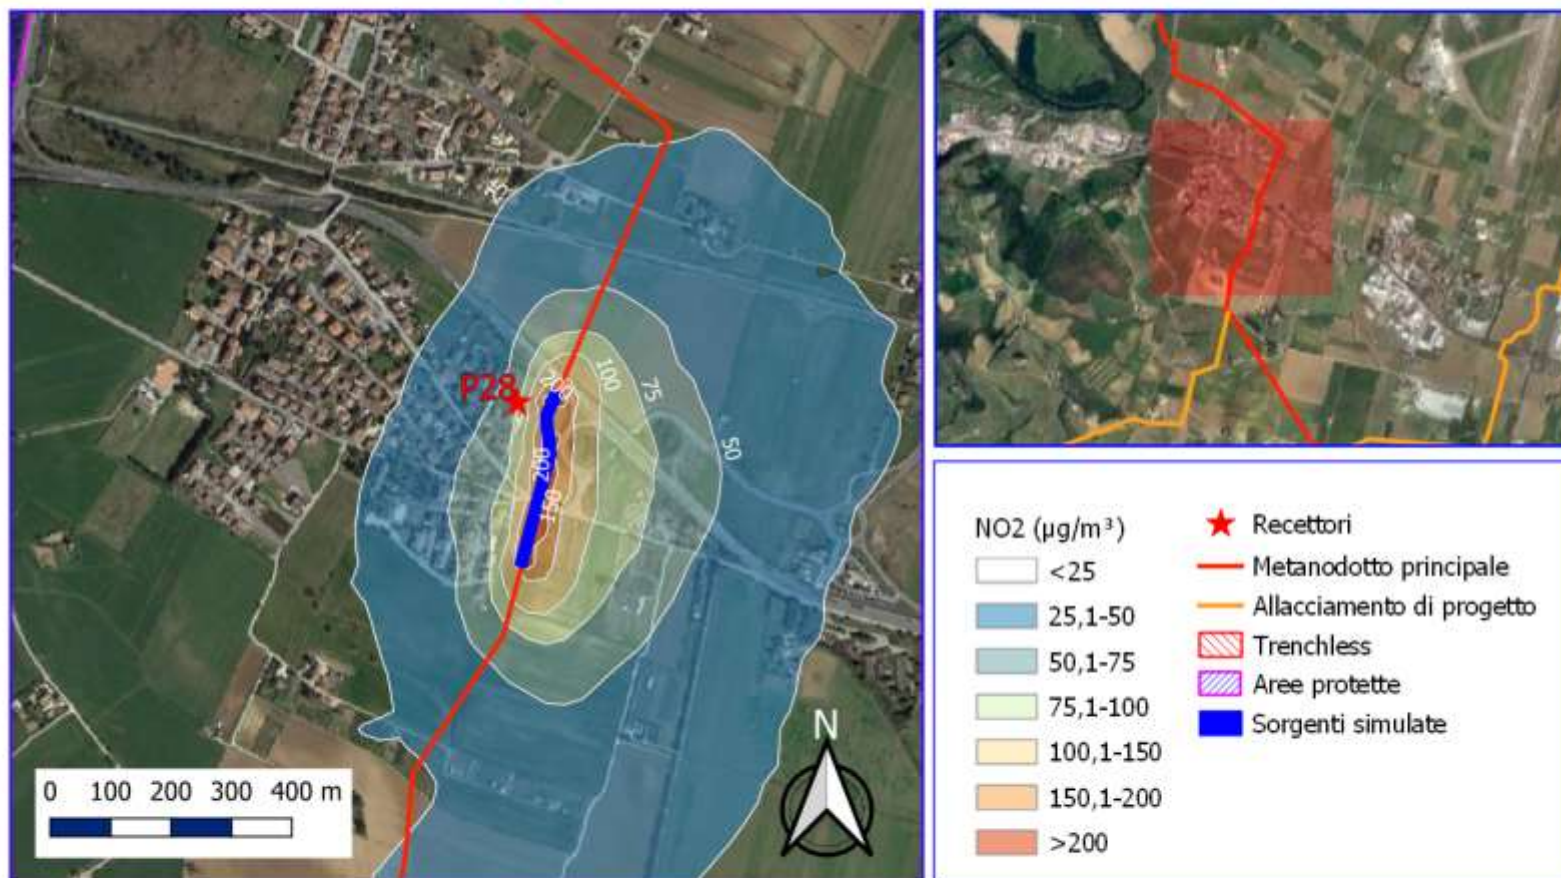 P28
100
75
50
200
150
N
0 100 200 300 400 m
NO2 (µg/m³)
<25
25,1-50
50,1-75
75,1-100
100,1-150
150,1-200
>200
Recettori
Metanodotto principale
Allacciamento di progetto
Trenchless
Aree protette
Sorgenti simulate